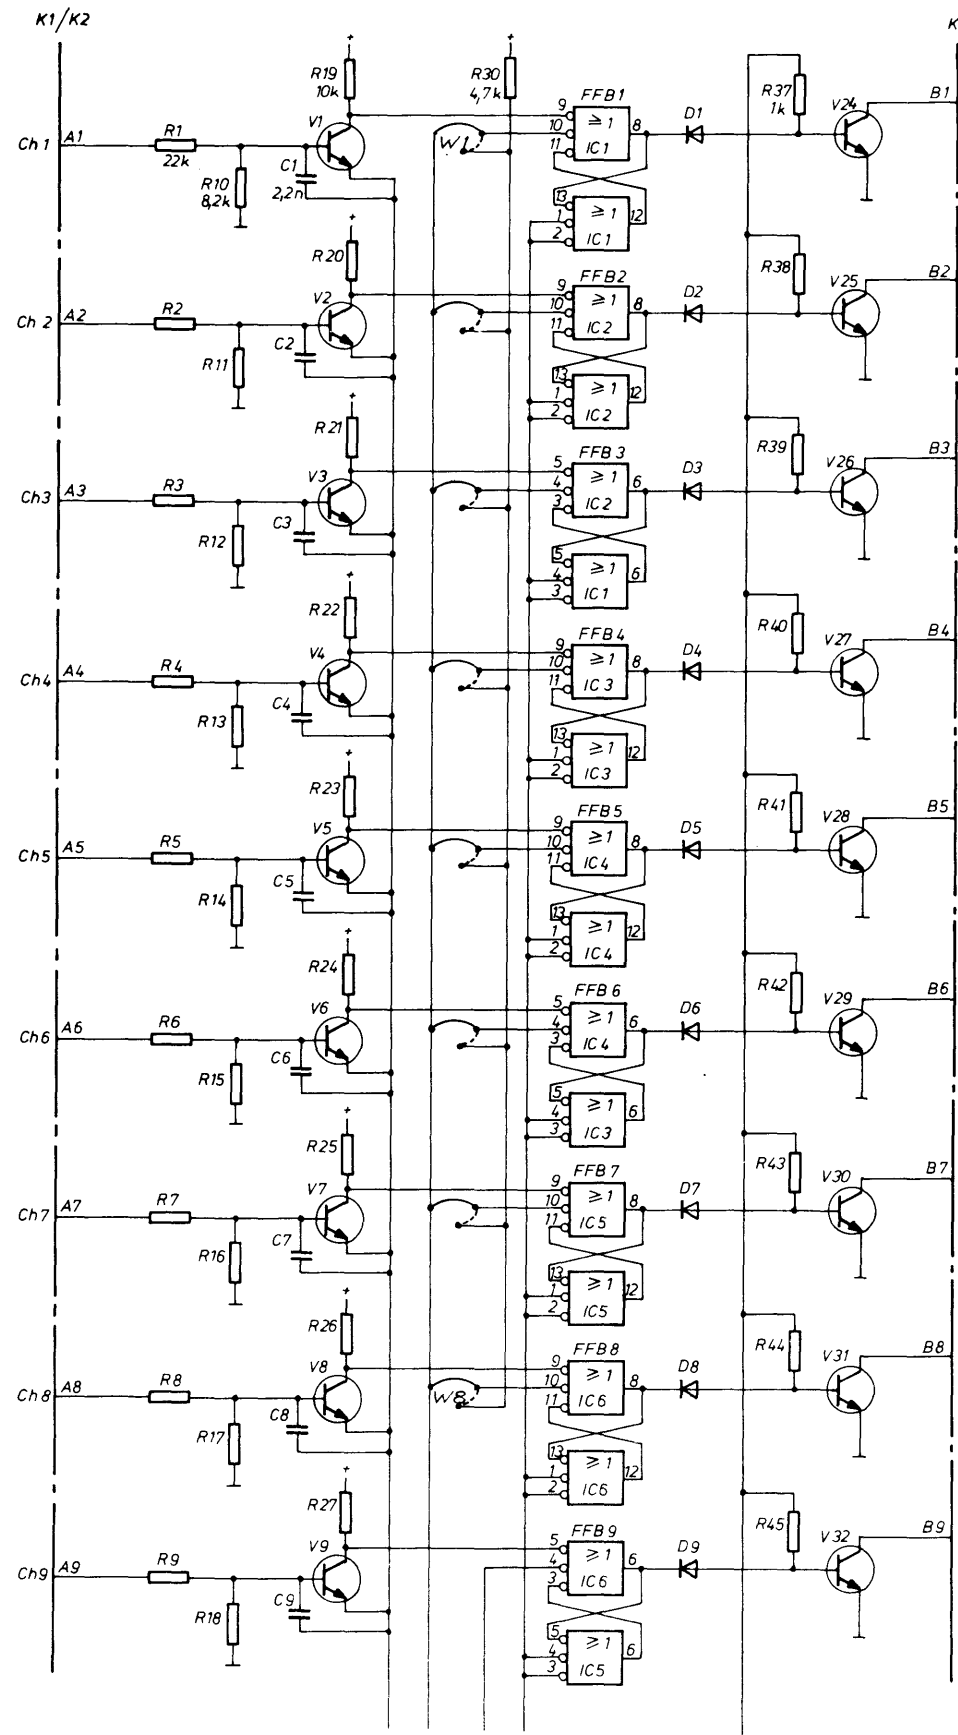 K1/K2
K
+ +
R19 10k
R30 4,7k
FFB1
R37 1k
Ch1 A1 R1 22k R10 8,2k C1 2,2n V1 W1 9 10 11 ≥1 IC1 8 D1 V24 B1
13 1 2 ≥1 IC1 12
+
R20
FFB2
R38
Ch2 A2 R2 R11 C2 V2 9 10 11 ≥1 IC2 8 D2 V25 B2
13 1 2 ≥1 IC2 12
+
R21
FFB3
R39
Ch3 A3 R3 R12 C3 V3 5 4 3 ≥1 IC2 6 D3 V26 B3
5 4 3 ≥1 IC1 6
+
R22
FFB4
R40
Ch4 A4 R4 R13 C4 V4 9 10 11 ≥1 IC3 8 D4 V27 B4
13 1 2 ≥1 IC3 12
+
R23
FFB5
R41
Ch5 A5 R5 R14 C5 V5 9 10 11 ≥1 IC4 8 D5 V28 B5
13 1 2 ≥1 IC4 12
+
R24
FFB6
R42
Ch6 A6 R6 R15 C6 V6 5 4 3 ≥1 IC4 6 D6 V29 B6
5 4 3 ≥1 IC3 6
+
R25
FFB7
R43
Ch7 A7 R7 R16 C7 V7 9 10 11 ≥1 IC5 8 D7 V30 B7
13 1 2 ≥1 IC5 12
+
R26
FFB8
R44
Ch8 A8 R8 R17 C8 V8 W8 9 10 11 ≥1 IC6 8 D8 V31 B8
13 1 2 ≥1 IC6 12
+
R27
FFB9
R45
Ch9 A9 R9 R18 C9 V9 5 4 3 ≥1 IC6 6 D9 V32 B9
5 4 3 ≥1 IC5 6